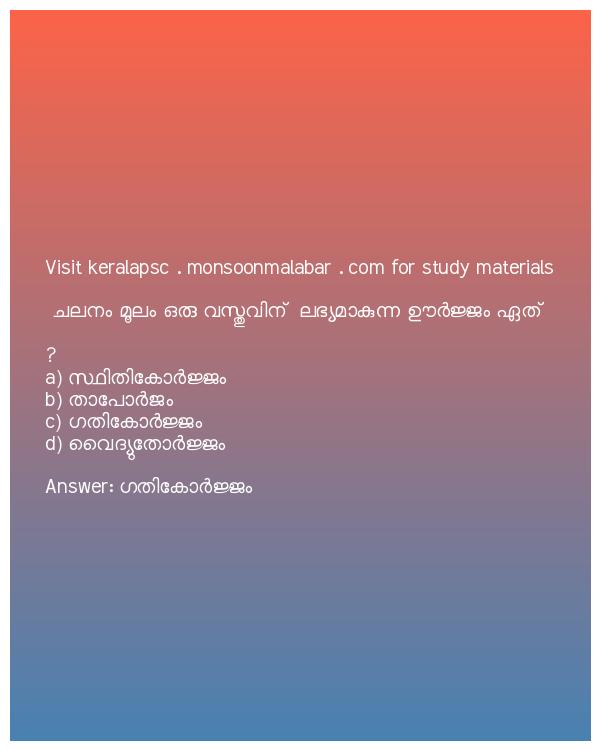 Visit keralapsc . monsoonmalabar . com for study materials
ചലനം മൂലം ഒരു വസ്തുവിന് ലഭ്യമാകുന്ന ഊർജ്ജം ഏത്
?
a) സ്ഥിതികോർജ്ജം
b) താപോർജം
c) ഗതികോർജ്ജം
d) വൈദ്യുതോർജ്ജം
Answer: ഗതികോർജ്ജം